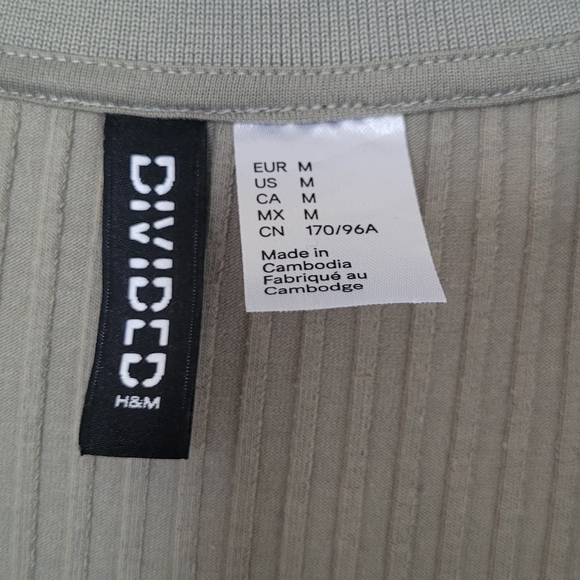 DIVIDED
H&M
EUR M
US M
CA M
MX M
CN 170/96A
Made in
Cambodia
Fabriqué au
Cambodge